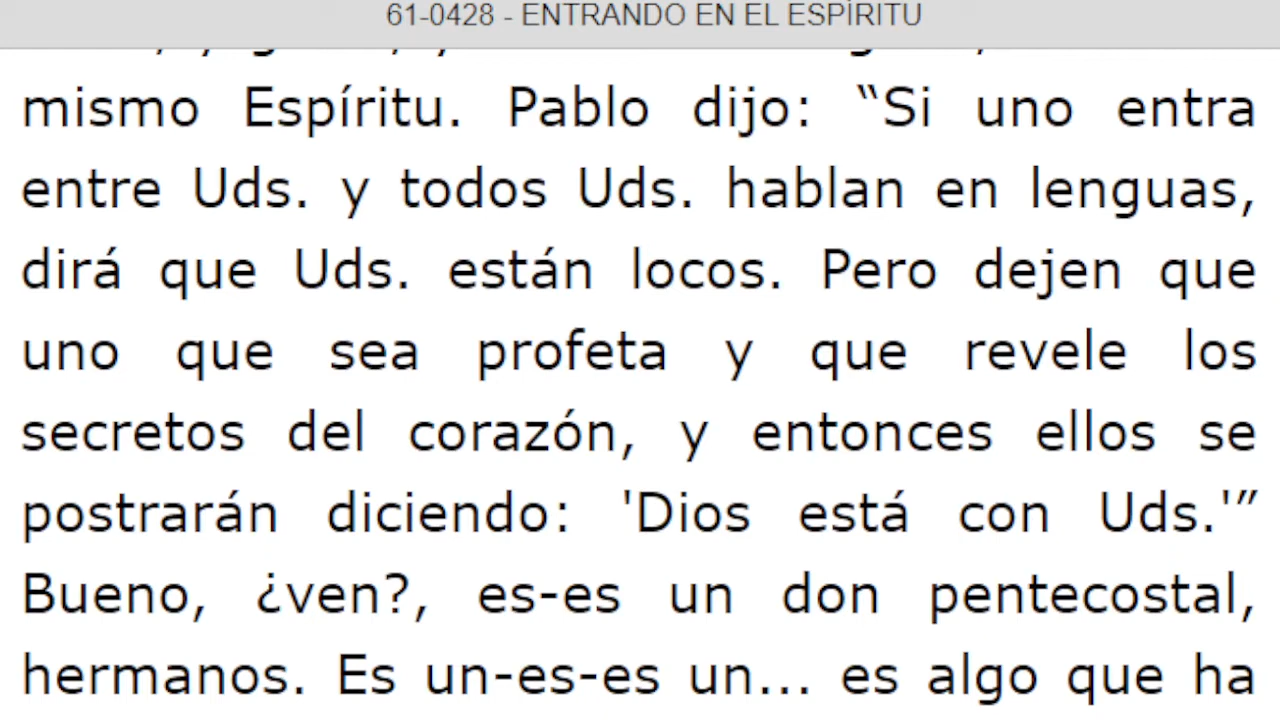 61-0428 - ENTRANDO EN EL ESPÍRITU
mismo Espíritu. Pablo dijo: “Si uno entra
entre Uds. y todos Uds. hablan en lenguas,
dirá que Uds. están locos. Pero dejen que
uno que sea profeta y que revele los
secretos del corazón, y entonces ellos se
postrarán diciendo: 'Dios está con Uds.'”
Bueno, ¿ven?, es-es un don pentecostal,
hermanos. Es un-es-es un... es algo que ha